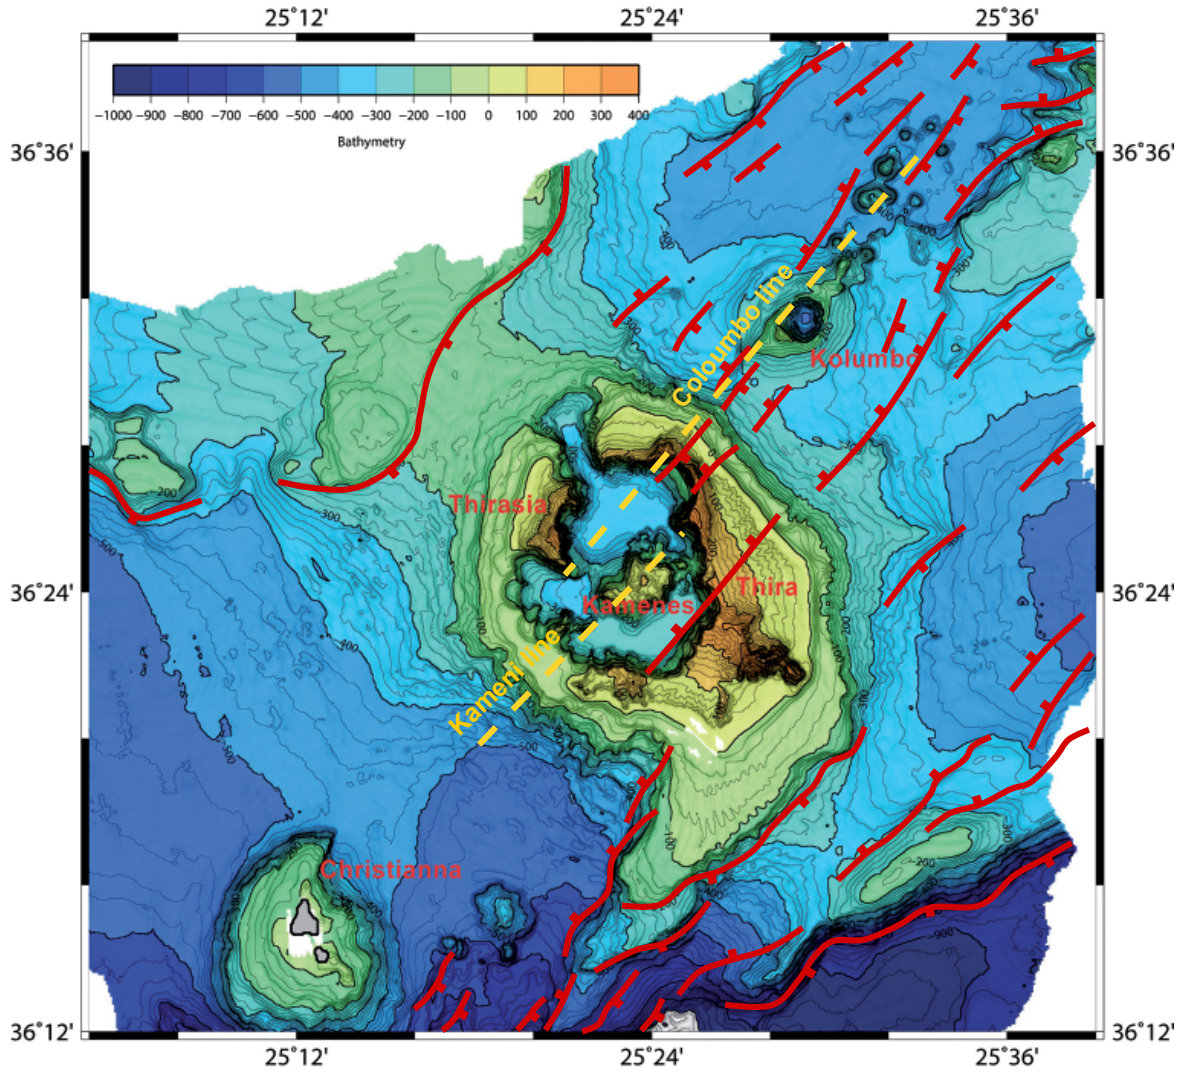 25°12' 25°24' 25°36'
−1000 −900 −800 −700 −600 −500 −400 −300 −200 −100 0 100 200 300 400
Bathymetry
36°36' 36°36'
Coloumbo line
Kolumbo
Thirasia
36°24' 36°24'
Kamenes
Thira
Kameni line
Christianna
36°12' 36°12'
25°12' 25°24' 25°36'